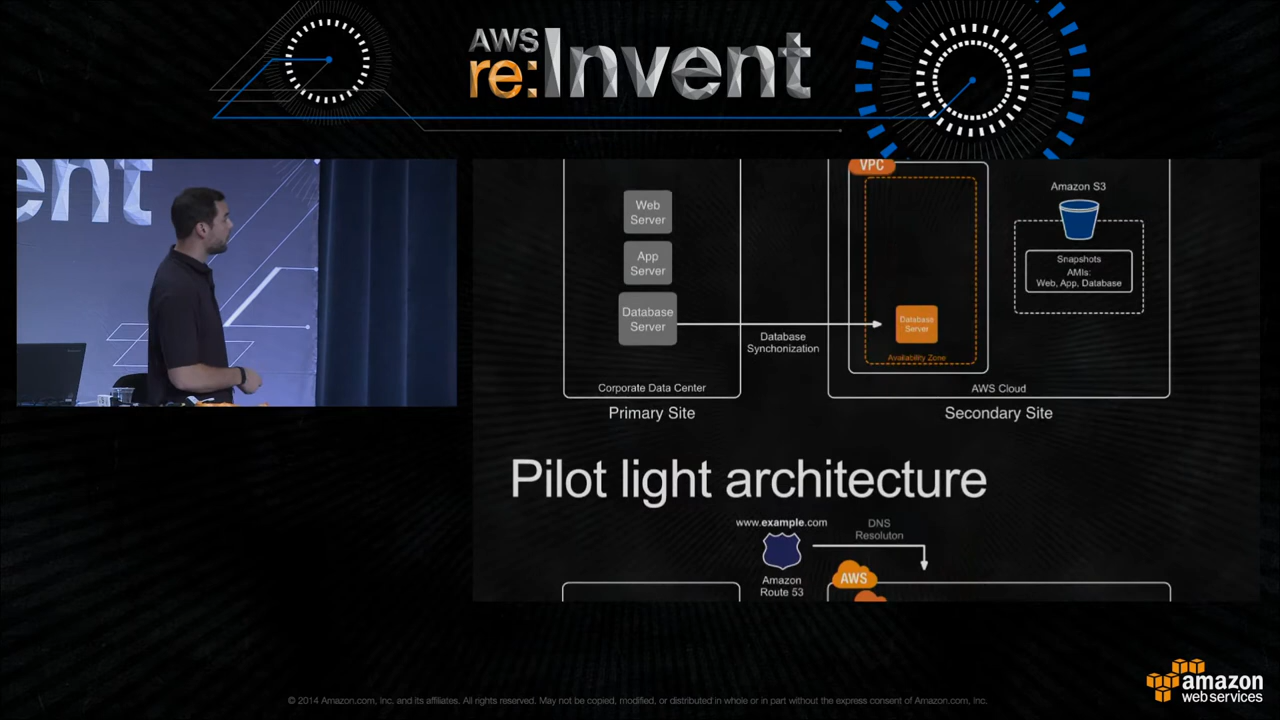 AWS
re:Invent
ent
VPC
Web
Server
App
Server
Database
Server
Database
Synchonization
Database
Server
Availability Zone
Amazon S3
Snapshots
AMIs:
Web, App, Database
Corporate Data Center
AWS Cloud
Primary Site
Secondary Site
Pilot light architecture
www.example.com
DNS
Resoluton
Amazon
Route 53
AWS
amazon
web services
© 2014 Amazon.com, Inc. and its affiliates. All rights reserved. May not be copied, modified, or distributed in whole or in part without the express consent of Amazon.com, Inc.